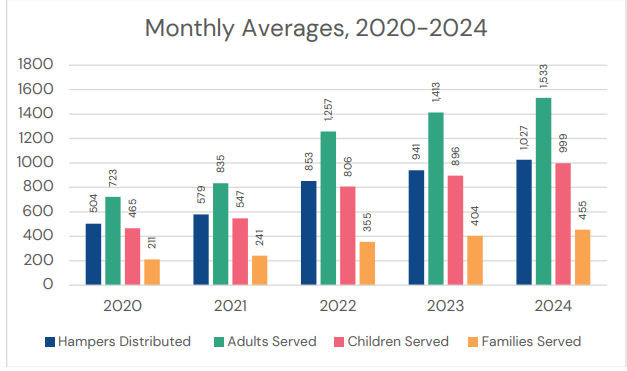 Monthly Averages, 2020-2024
1800
1600
1400
1200
1000
800
600
400
200
0
504 723 465 211
579 835 547 241
853 1,257 806 355
941 1,413 896 404
1,027 1,533 999 455
2020 2021 2022 2023 2024
Hampers Distributed Adults Served Children Served Families Served